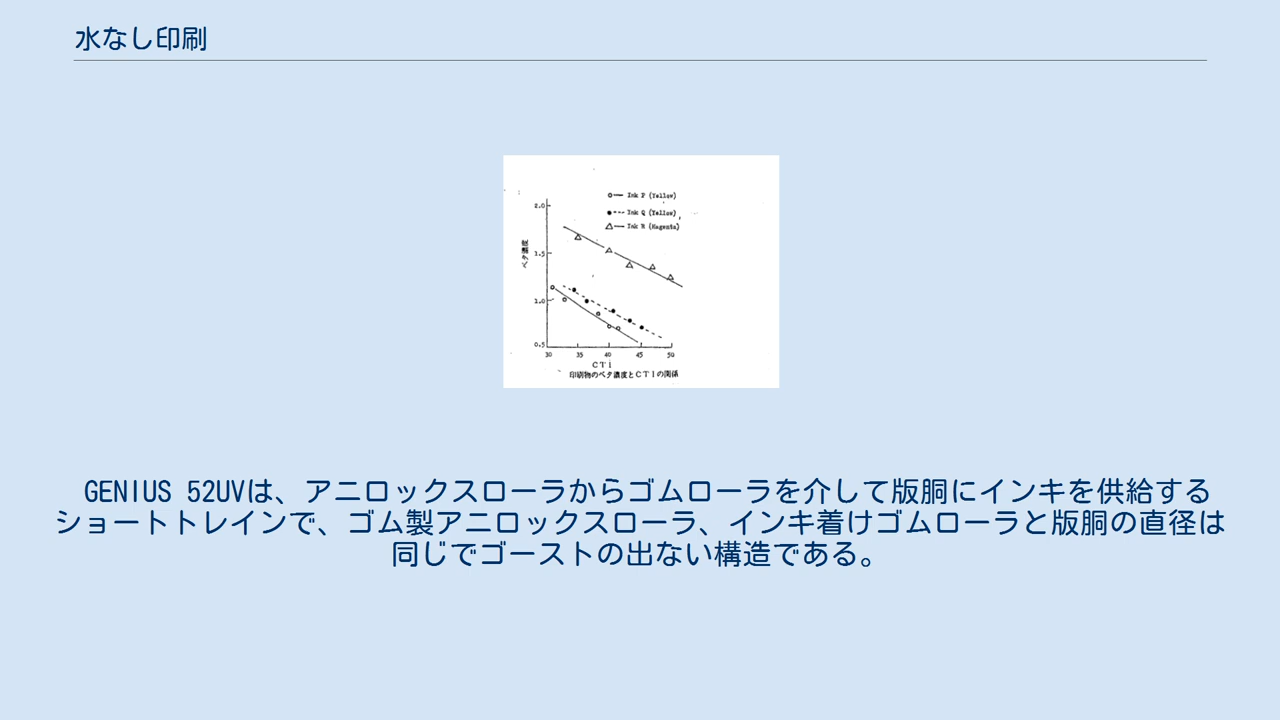 水なし印刷
Ink P (Yellow)
Ink Q (Yellow)
Ink R (Magenta)
ベタ濃度
2.0
1.5
1.0
0.5
30 35 40 45 50
CTI
印刷物のベタ濃度とCTIの関係
GENIUS 52UVは、アニロックスローラからゴムローラを介して版胴にインキを供給する
ショートトレインで、ゴム製アニロックスローラ、インキ着けゴムローラと版胴の直径は
同じでゴーストの出ない構造である。